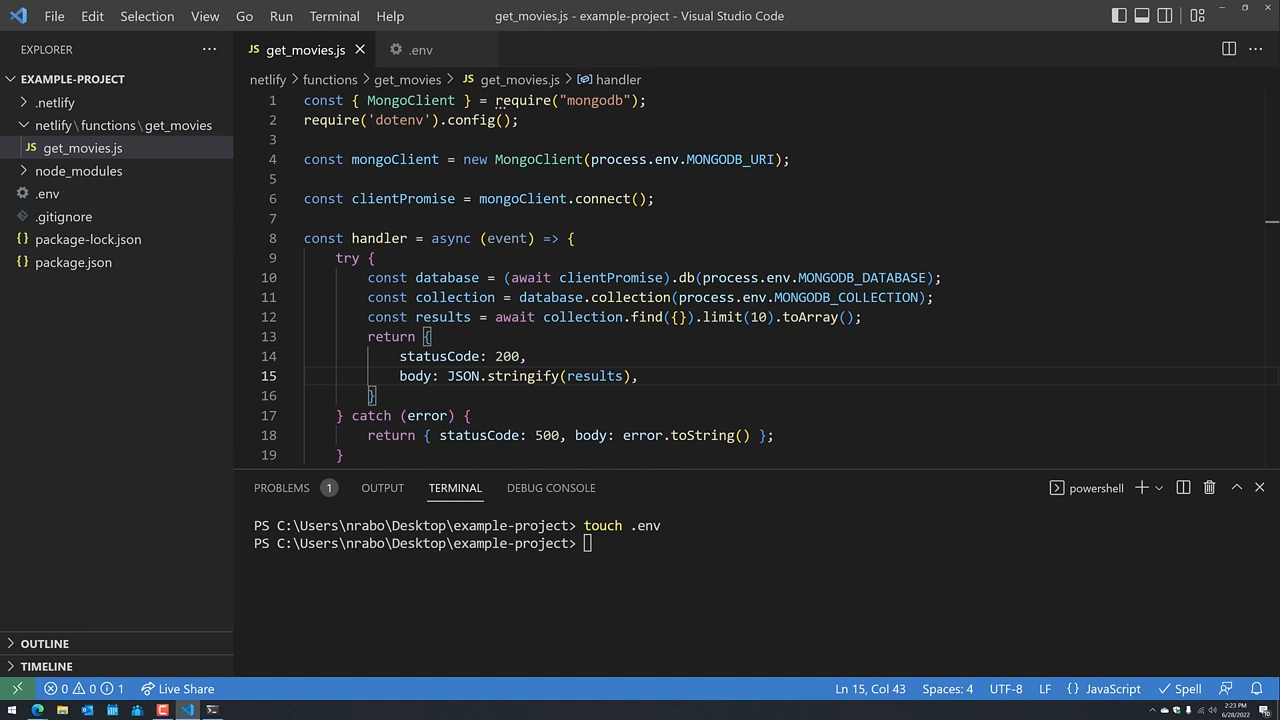 File Edit Selection View Go Run Terminal Help get_movies.js - example-project - Visual Studio Code
EXPLORER
EXAMPLE-PROJECT
.netlify
netlify\functions\get_movies
JS get_movies.js
node_modules
.env
.gitignore
{} package-lock.json
{} package.json
OUTLINE
TIMELINE
JS get_movies.js .env
netlify > functions > get_movies > JS get_movies.js > handler
1 const { MongoClient } = require("mongodb");
2 require('dotenv').config();
3
4 const mongoClient = new MongoClient(process.env.MONGODB_URI);
5
6 const clientPromise = mongoClient.connect();
7
8 const handler = async (event) => {
9 try {
10 const database = (await clientPromise).db(process.env.MONGODB_DATABASE);
11 const collection = database.collection(process.env.MONGODB_COLLECTION);
12 const results = await collection.find({}).limit(10).toArray();
13 return {
14 statusCode: 200,
15 body: JSON.stringify(results),
16 }
17 } catch (error) {
18 return { statusCode: 500, body: error.toString() };
19 }
PROBLEMS 1 OUTPUT TERMINAL DEBUG CONSOLE powershell
PS C:\Users\nrabo\Desktop\example-project> touch .env
PS C:\Users\nrabo\Desktop\example-project>
0 0 1 Live Share Ln 15, Col 43 Spaces: 4 UTF-8 LF {} JavaScript Spell
2:23 PM
6/28/2022